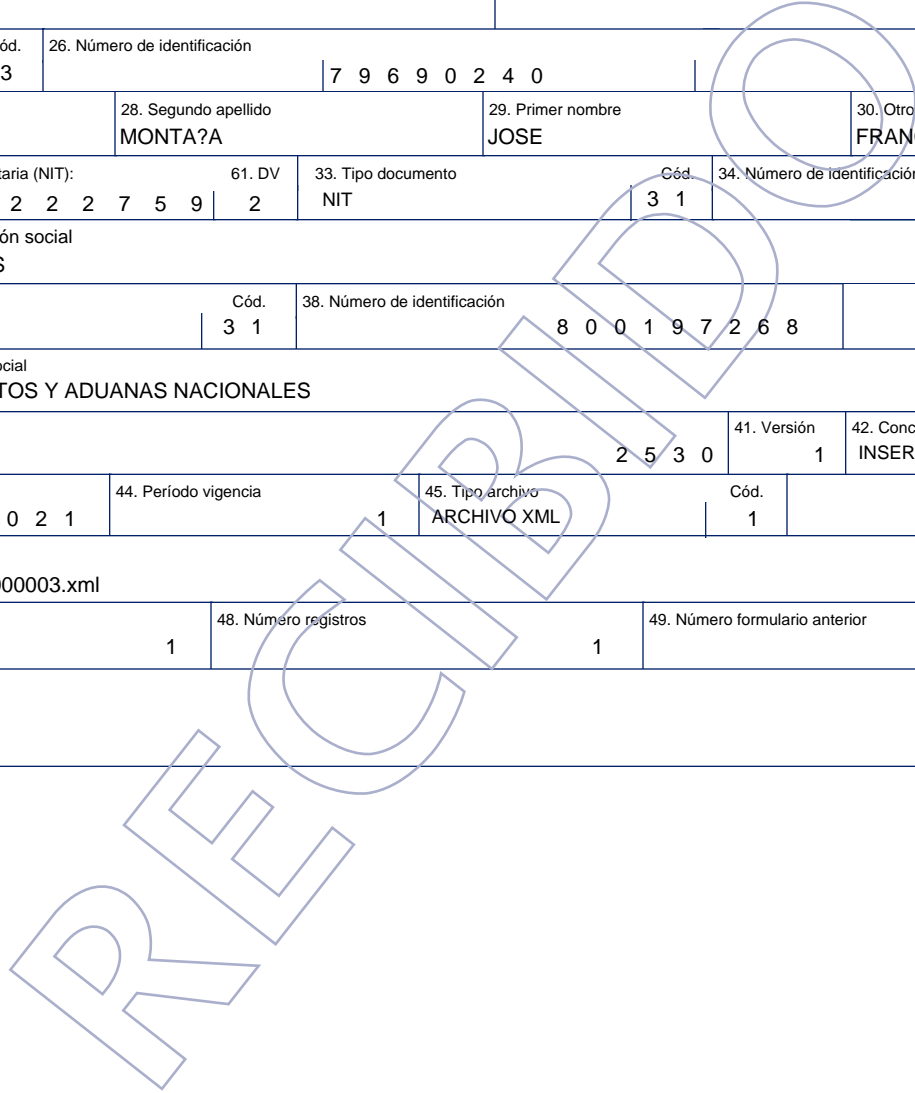 ód. 26. Número de identificación
3 7 9 6 9 0 2 4 0
28. Segundo apellido 29. Primer nombre 30. Otro
MONTA?A JOSE FRAN
taria (NIT): 61. DV 33. Tipo documento Cód. 34. Número de identificación
2 2 2 7 5 9 2 NIT 3 1
ón social
S
Cód. 38. Número de identificación
3 1 8 0 0 1 9 7 2 6 8
ocial
TOS Y ADUANAS NACIONALES
41. Versión 42. Conc
2 5 3 0 1 INSER
44. Período vigencia 45. Tipo archivo Cód.
0 2 1 1 ARCHIVO XML 1
000003.xml
48. Número registros 49. Número formulario anterior
1 1
RECIBIDO